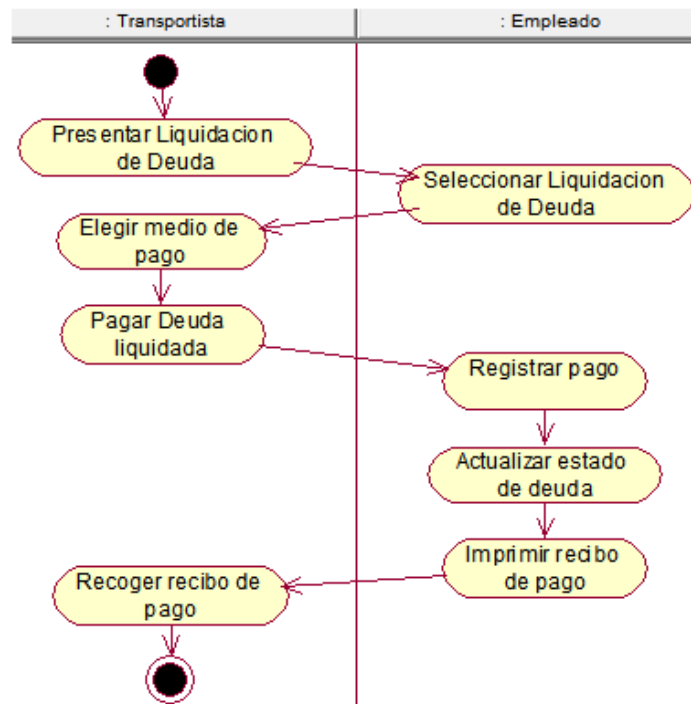 : Transportista
: Empleado
Presentar Liquidacion
de Deuda
Seleccionar Liquidacion
de Deuda
Elegir medio de
pago
Pagar Deuda
liquidada
Registrar pago
Actualizar estado
de deuda
Imprimir recibo
de pago
Recoger recibo de
pago